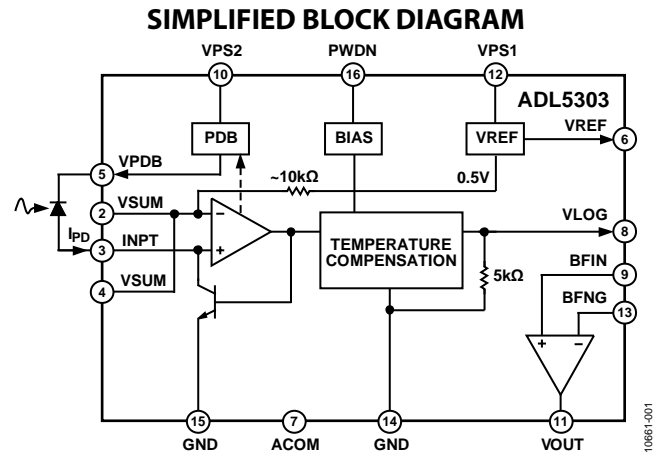 SIMPLIFIED BLOCK DIAGRAM
VPS2 PWDN VPS1
10 16 12
ADL5303
PDB BIAS VREF VREF 6
5 VPDB
~10kΩ 0.5V
2 VSUM
− 
IPD 3 INPT
+
TEMPERATURE
COMPENSATION
VLOG 8
4 VSUM
5kΩ
BFIN 9
BFNG 13
+ −
15 7 14 11
GND ACOM GND VOUT
10661-001